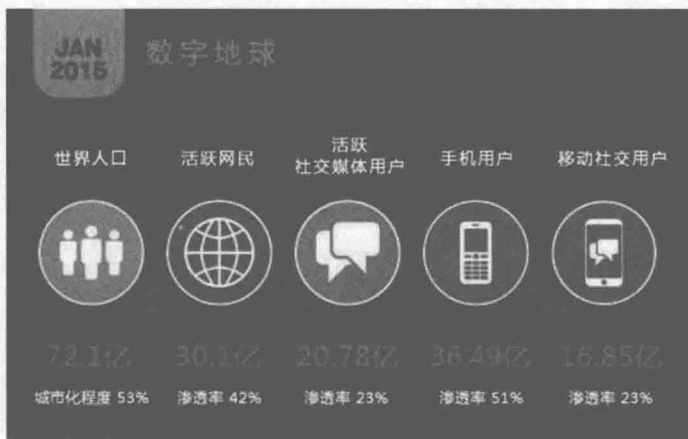 JAN
2015
数字地球
世界人口
活跃网民
活跃
社交媒体用户
手机用户
移动社交用户
72.1亿
30.1亿
20.78亿
36.49亿
16.85亿
城市化程度 53%
渗透率 42%
渗透率 23%
渗透率 51%
渗透率 23%